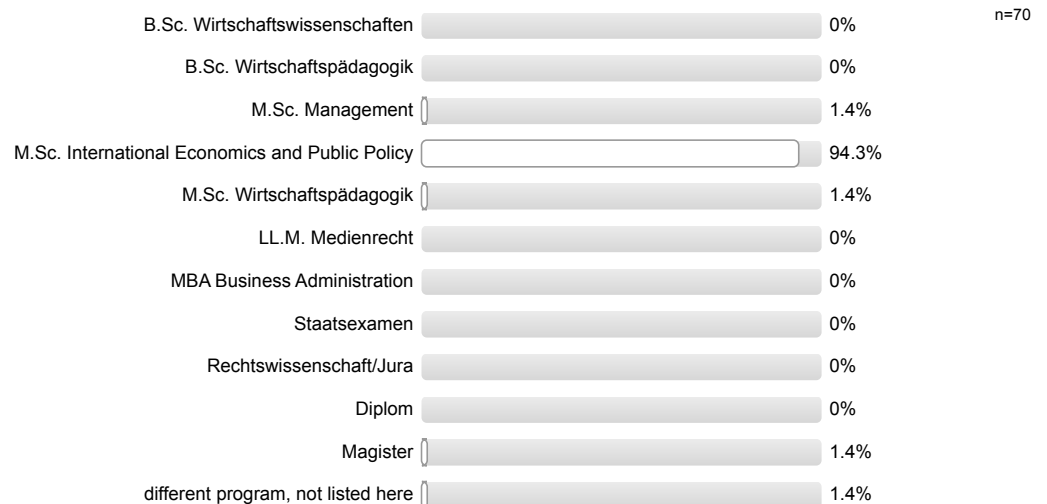 n=70
B.Sc. Wirtschaftswissenschaften 0%
B.Sc. Wirtschaftspädagogik 0%
M.Sc. Management 1.4%
M.Sc. International Economics and Public Policy 94.3%
M.Sc. Wirtschaftspädagogik 1.4%
LL.M. Medienrecht 0%
MBA Business Administration 0%
Staatsexamen 0%
Rechtswissenschaft/Jura 0%
Diplom 0%
Magister 1.4%
different program, not listed here 1.4%